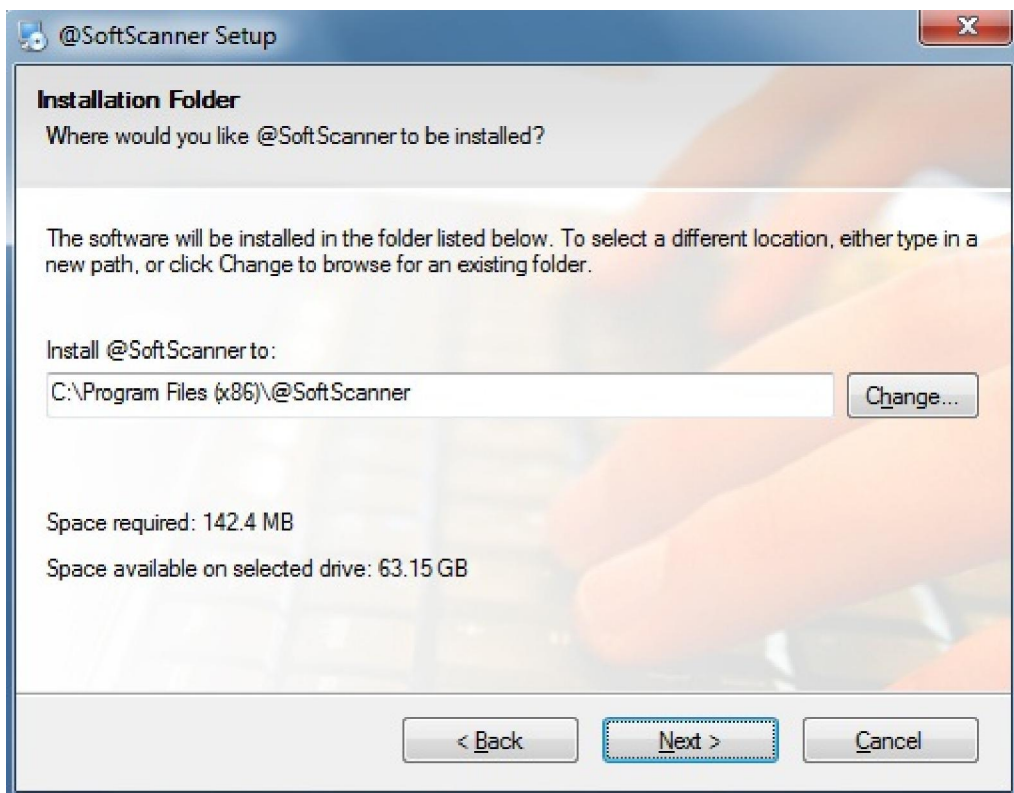 @SoftScanner Setup
X
Installation Folder
Where would you like @SoftScanner to be installed?
The software will be installed in the folder listed below. To select a different location, either type in a
new path, or click Change to browse for an existing folder.
Install @SoftScanner to:
C:\Program Files (x86)\@SoftScanner
Change...
Space required: 142.4 MB
Space available on selected drive: 63.15 GB
< Back
Next >
Cancel